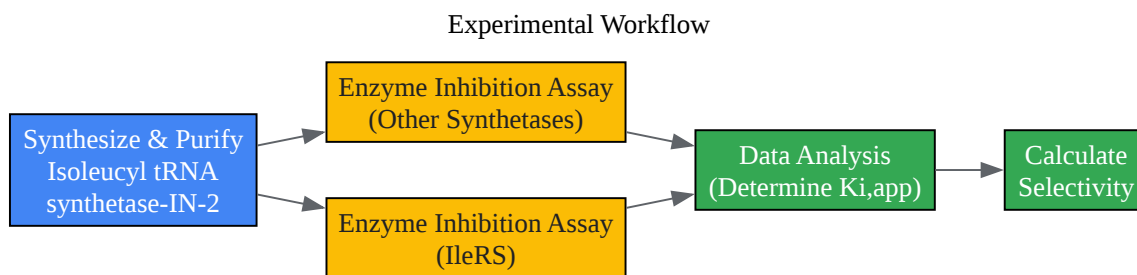 Experimental Workflow
Synthesize & Purify
Isoleucyl tRNA
synthetase-IN-2
Enzyme Inhibition Assay
(Other Synthetases)
Enzyme Inhibition Assay
(IleRS)
Data Analysis
(Determine Ki,app)
Calculate
Selectivity